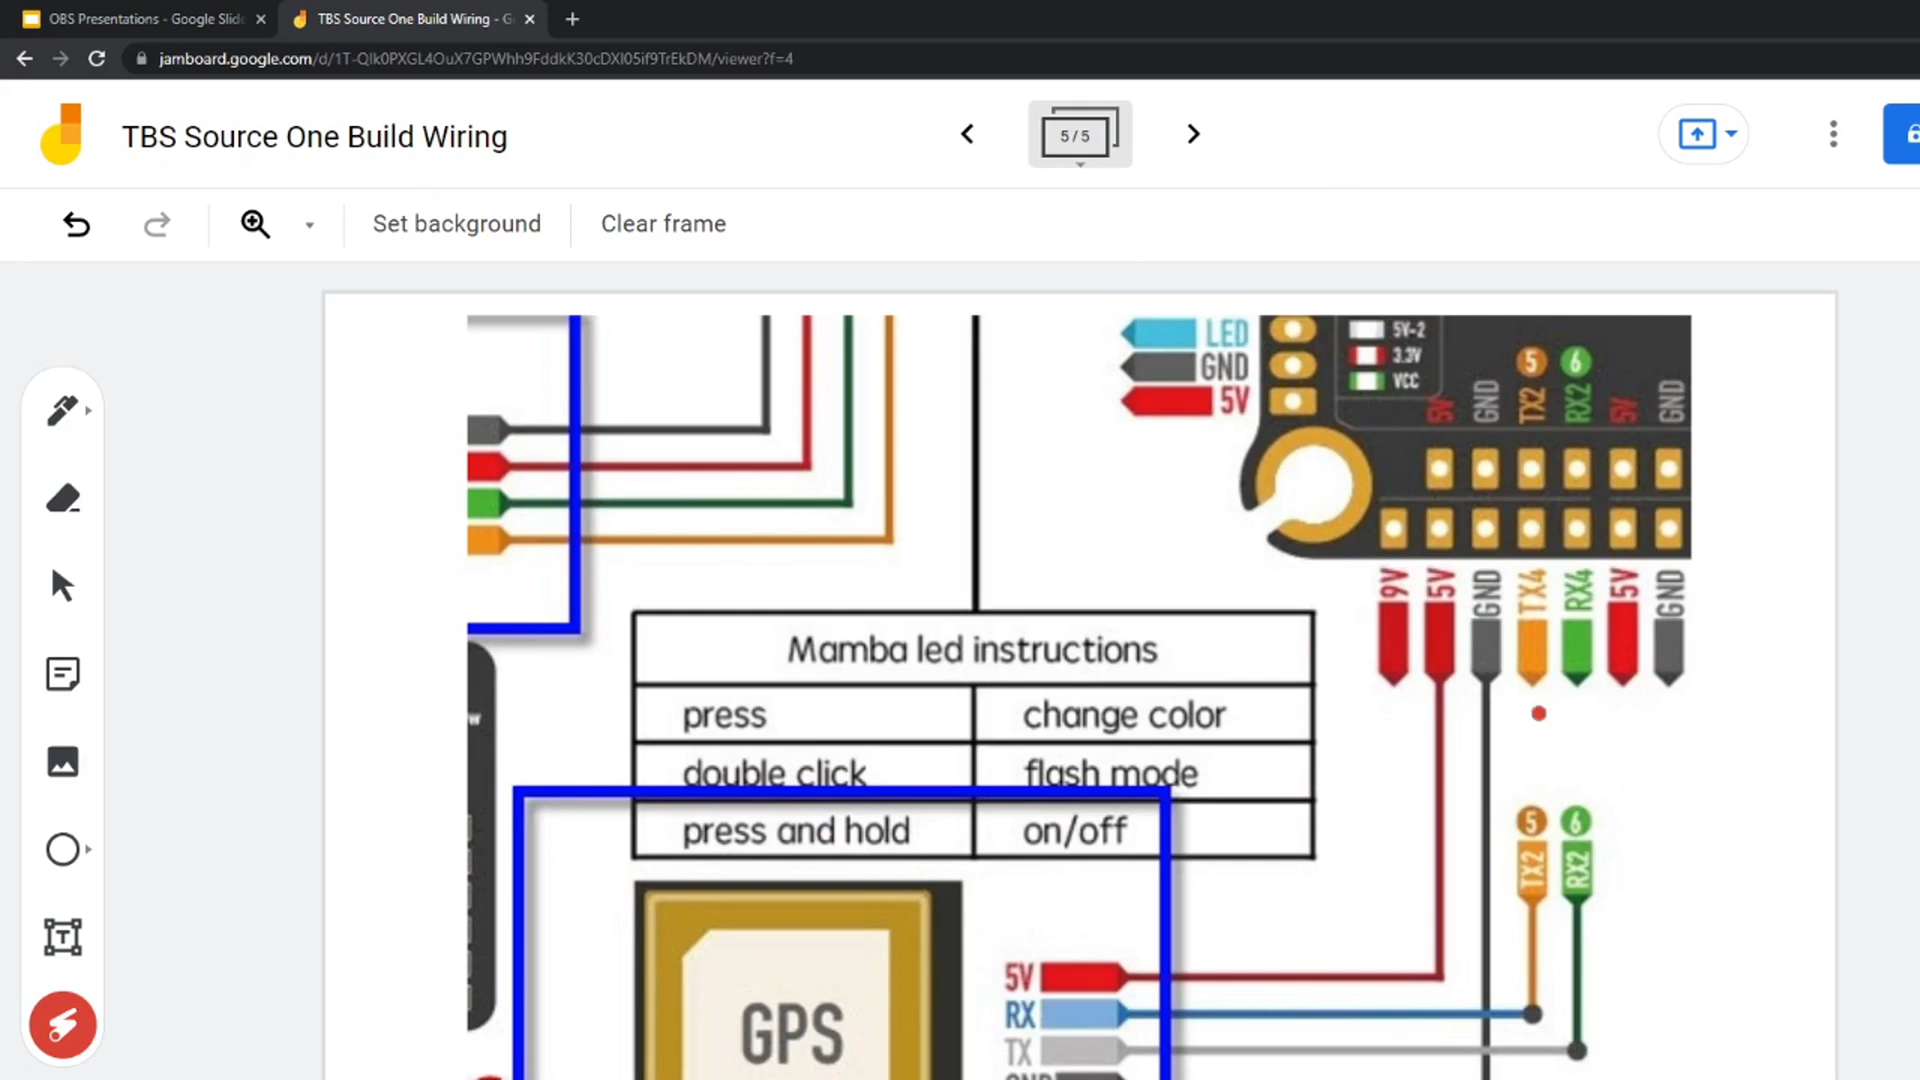 OBS Presentations - Google Slide
TBS Source One Build Wiring - G
jamboard.google.com/d/1T-Qlk0PXGL4OuX7GPWhh9FddkK30cDXl05if9TrEkDM/viewer?f=4
TBS Source One Build Wiring
5 / 5
Set background
Clear frame
LED
GND
5V
5V-2
3.3V
VCC
5 6
5V GND TX2 RX2 5V GND
9V 5V GND TX4 RX4 5V GND
Mamba led instructions
press change color
double click flash mode
press and hold on/off
5 6
TX2 RX2
GPS
5V
RX
TX
GND